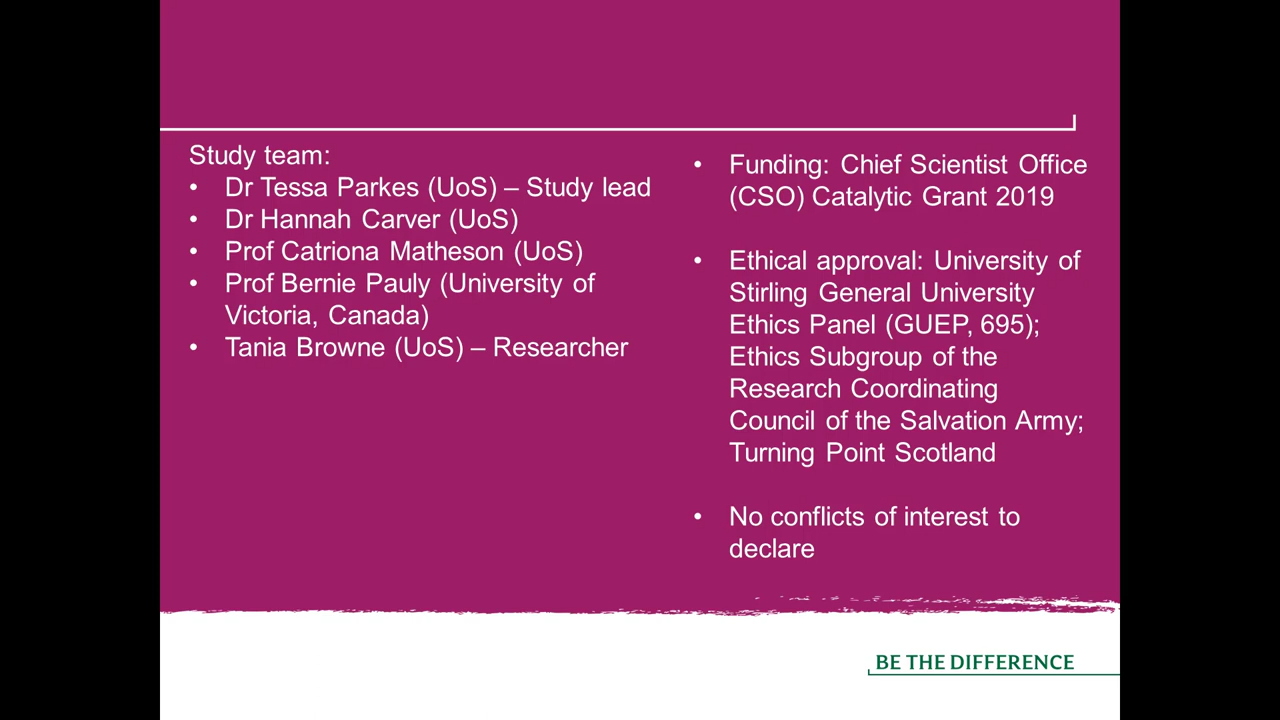 Study team:
• Dr Tessa Parkes (UoS) – Study lead
• Dr Hannah Carver (UoS)
• Prof Catriona Matheson (UoS)
• Prof Bernie Pauly (University of
Victoria, Canada)
• Tania Browne (UoS) – Researcher
• Funding: Chief Scientist Office
(CSO) Catalytic Grant 2019
• Ethical approval: University of
Stirling General University
Ethics Panel (GUEP, 695);
Ethics Subgroup of the
Research Coordinating
Council of the Salvation Army;
Turning Point Scotland
• No conflicts of interest to
declare
BE THE DIFFERENCE